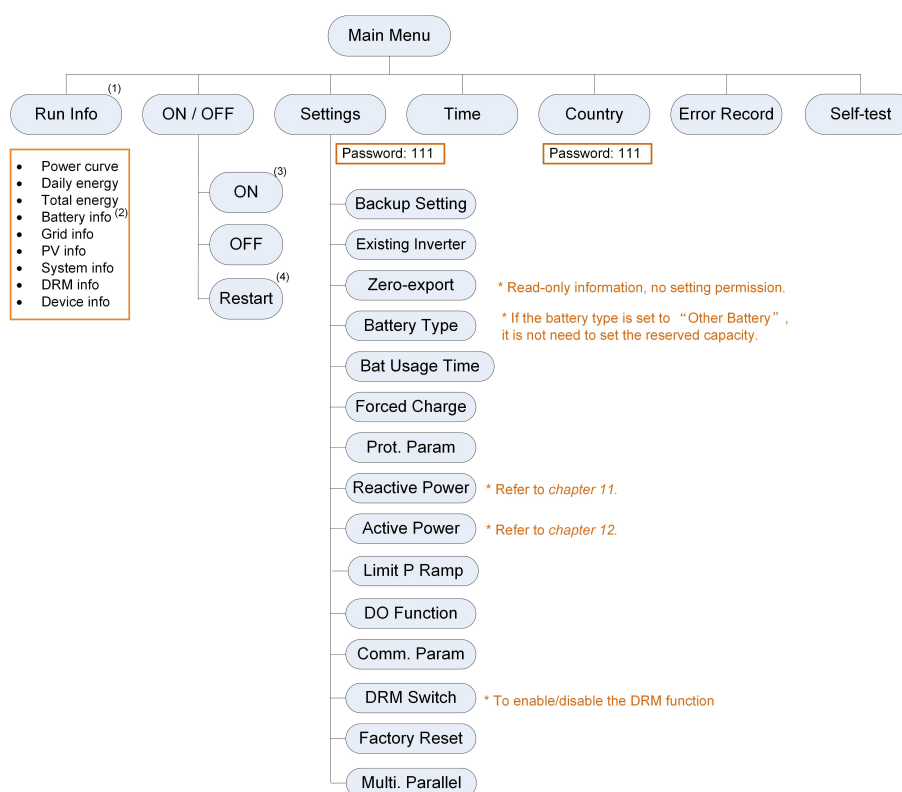 Main Menu
(1)
Run Info
ON / OFF
Settings
Time
Country
Error Record
Self-test
Password: 111
Password: 111
• Power curve
• Daily energy
• Total energy
• Battery info (2)
• Grid info
• PV info
• System info
• DRM info
• Device info
(3)
ON
OFF
(4)
Restart
Backup Setting
Existing Inverter
Zero-export
* Read-only information, no setting permission.
Battery Type
* If the battery type is set to “Other Battery”,
it is not need to set the reserved capacity.
Bat Usage Time
Forced Charge
Prot. Param
Reactive Power
* Refer to chapter 11.
Active Power
* Refer to chapter 12.
Limit P Ramp
DO Function
Comm. Param
DRM Switch
* To enable/disable the DRM function
Factory Reset
Multi. Parallel